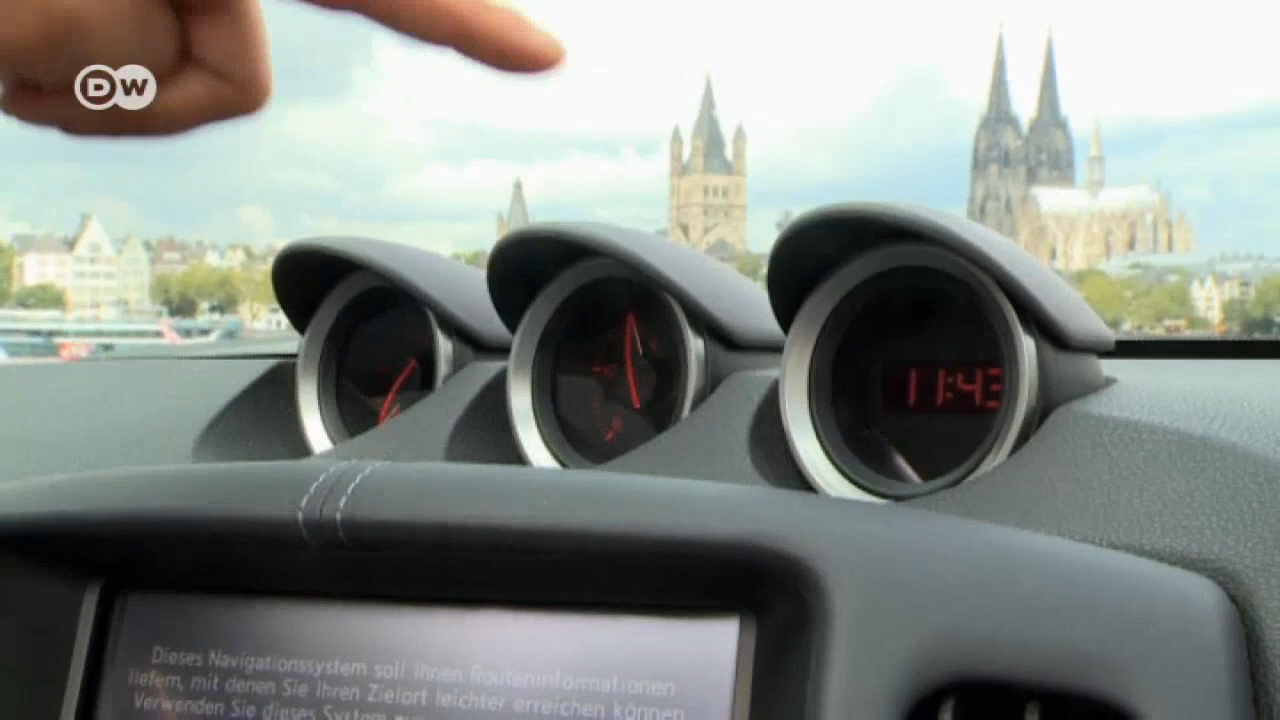 DW
11:43
Dieses Navigationssystem soll Ihnen Routeninformationen
liefern, mit denen Sie Ihren Zielort leichter erreichen können
Verwenden Sie dieses System